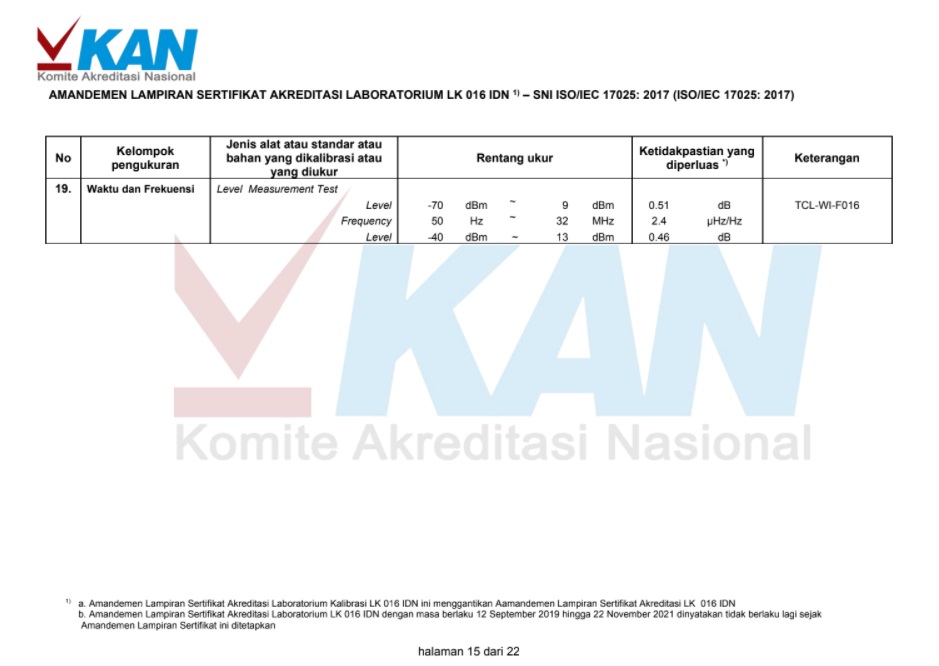 KAN
Komite Akreditasi Nasional
AMANDEMEN LAMPIRAN SERTIFIKAT AKREDITASI LABORATORIUM LK 016 IDN ¹⁾ – SNI ISO/IEC 17025: 2017 (ISO/IEC 17025: 2017)
No Kelompok pengukuran Jenis alat atau standar atau bahan yang dikalibrasi atau yang diukur Rentang ukur Ketidakpastian yang diperluas *⁾ Keterangan
19. Waktu dan Frekuensi Level Measurement Test
Level -70 dBm ~ 9 dBm 0.51 dB TCL-WI-F016
Frequency 50 Hz ~ 32 MHz 2.4 µHz/Hz
Level -40 dBm ~ 13 dBm 0.46 dB
KAN
Komite Akreditasi Nasional
¹⁾ a. Amandemen Lampiran Sertifikat Akreditasi Laboratorium Kalibrasi LK 016 IDN ini menggantikan Aamandemen Lampiran Sertifikat Akreditasi LK 016 IDN
b. Amandemen Lampiran Sertifikat Akreditasi Laboratorium LK 016 IDN dengan masa berlaku 12 September 2019 hingga 22 November 2021 dinyatakan tidak berlaku lagi sejak
Amandemen Lampiran Sertifikat ini ditetapkan
halaman 15 dari 22